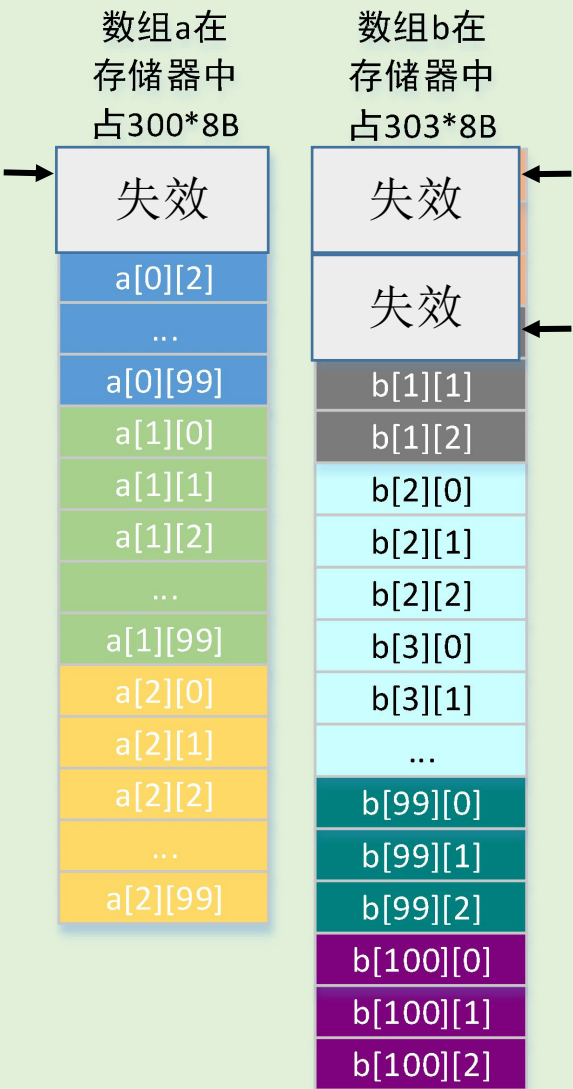 数组a在
存储器中
占300*8B
失效
a[0][2]
...
a[0][99]
a[1][0]
a[1][1]
a[1][2]
...
a[1][99]
a[2][0]
a[2][1]
a[2][2]
...
a[2][99]
数组b在
存储器中
占303*8B
失效
失效
b[1][1]
b[1][2]
b[2][0]
b[2][1]
b[2][2]
b[3][0]
b[3][1]
...
b[99][0]
b[99][1]
b[99][2]
b[100][0]
b[100][1]
b[100][2]